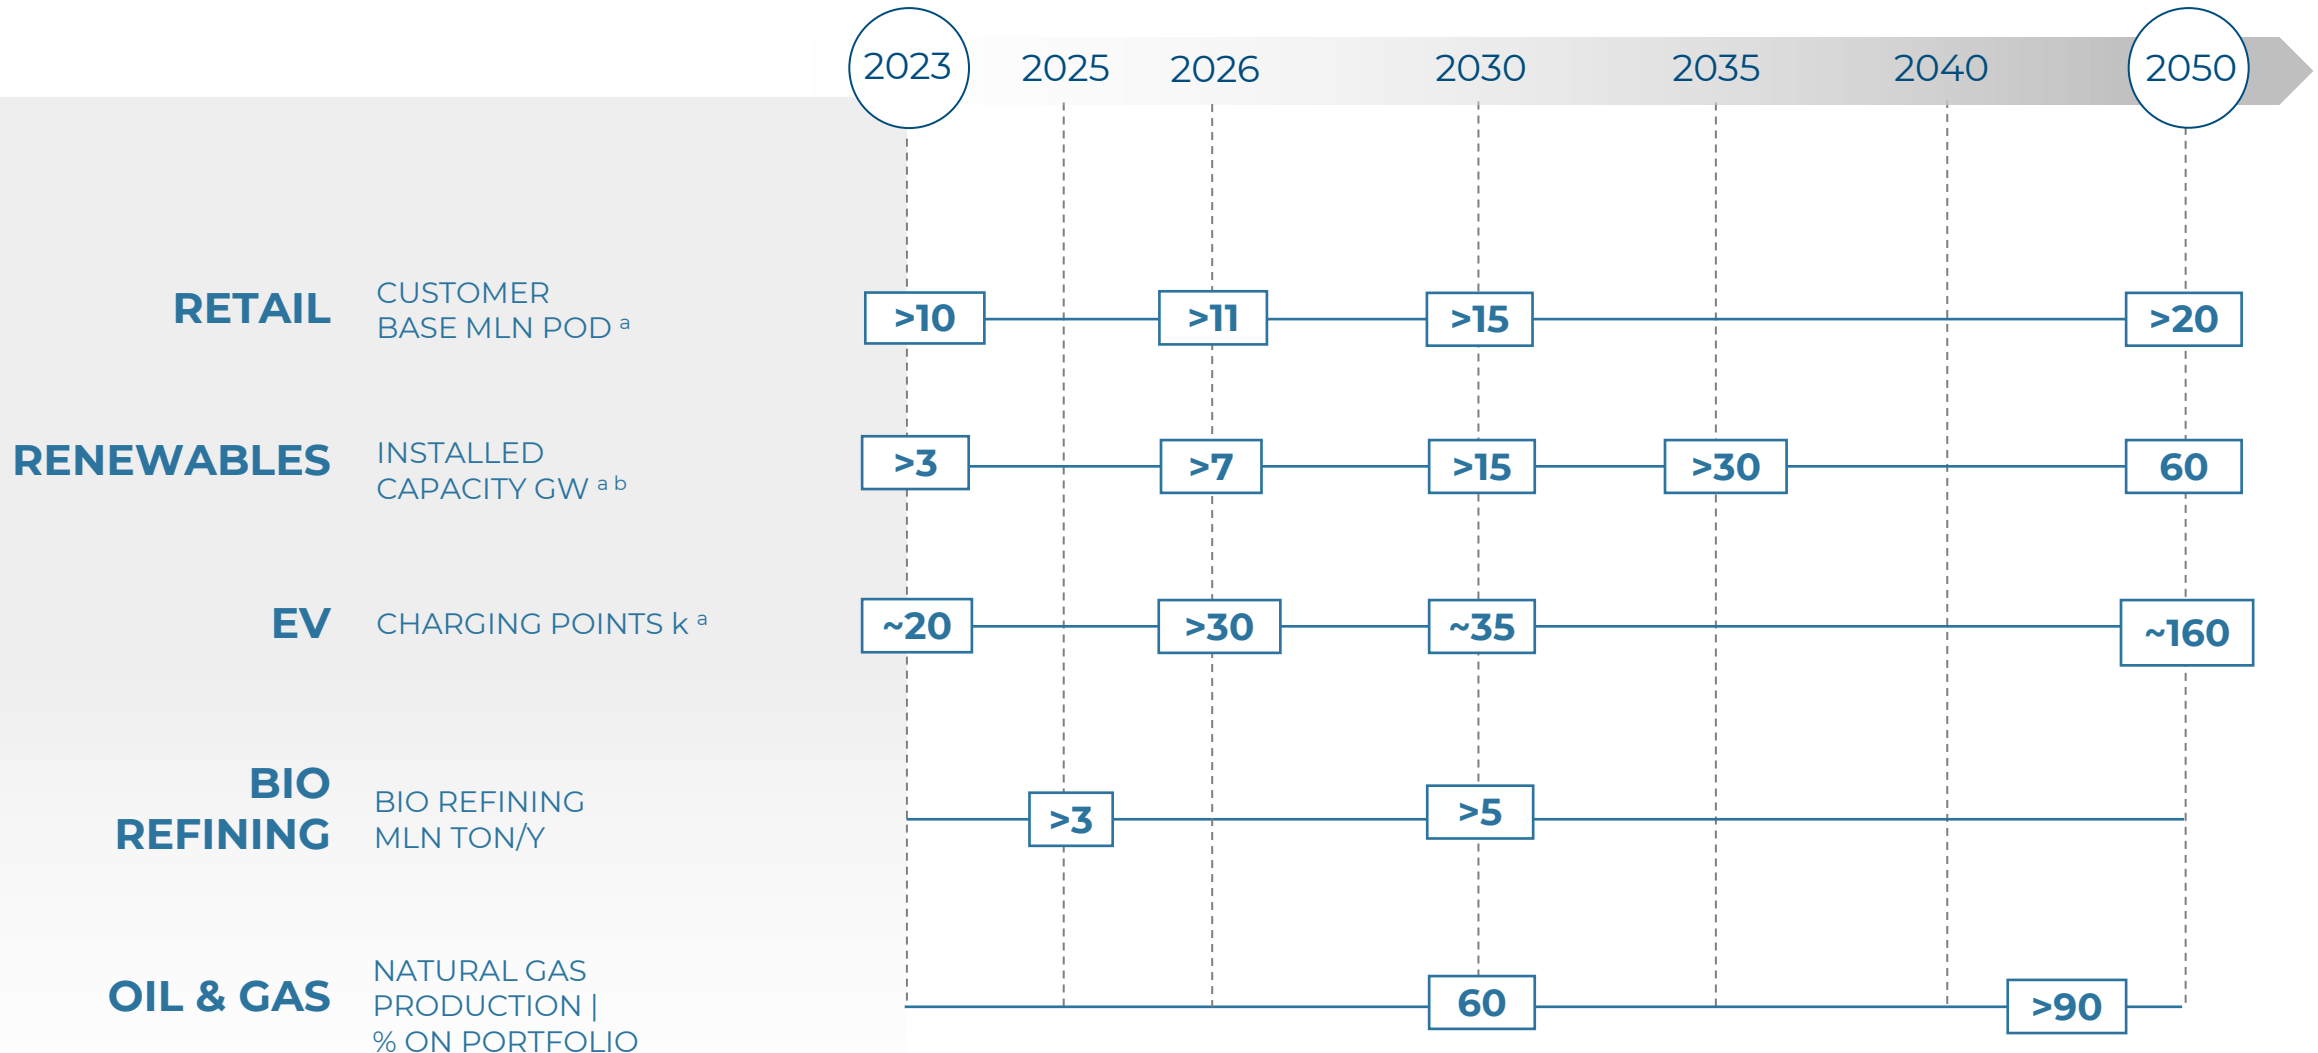 2023 2025 2026 2030 2035 2040 2050
RETAIL
CUSTOMER
BASE MLN POD a
>10 >11 >15 >20
RENEWABLES
INSTALLED
CAPACITY GW a b
>3 >7 >15 >30 60
EV
CHARGING POINTS k a
~20 >30 ~35 ~160
BIO
REFINING
BIO REFINING
MLN TON/Y
>3 >5
OIL & GAS
NATURAL GAS
PRODUCTION |
% ON PORTFOLIO
60 >90